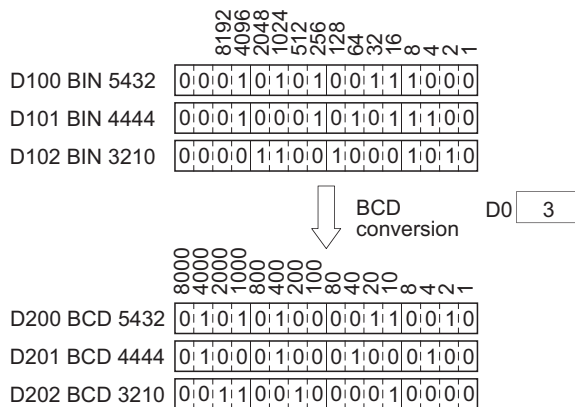 8192 4096 2048 1024 512 256 128 64 32 16 8 4 2 1
D100 BIN 5432 0 0 0 1 0 1 0 1 0 0 1 1 1 0 0 0
D101 BIN 4444 0 0 0 1 0 0 0 1 0 1 0 1 1 1 0 0
D102 BIN 3210 0 0 0 0 1 1 0 0 1 0 0 0 1 0 1 0
BCD
conversion
D0 3
8000 4000 2000 1000 800 400 200 100 80 40 20 10 8 4 2 1
D200 BCD 5432 0 1 0 1 0 1 0 0 0 0 1 1 0 0 1 0
D201 BCD 4444 0 1 0 0 0 1 0 0 0 1 0 0 0 1 0 0
D202 BCD 3210 0 0 1 1 0 0 1 0 0 0 0 1 0 0 0 0